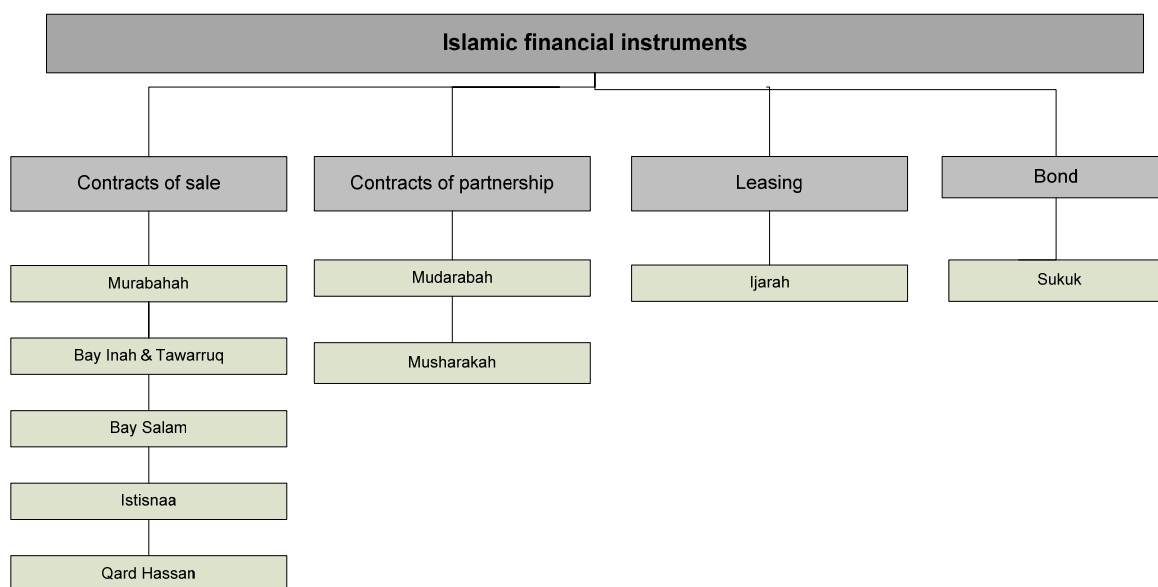 Islamic financial instruments
Contracts of sale
Contracts of partnership
Leasing
Bond
Murabahah
Bay Inah & Tawarruq
Bay Salam
Istisnaa
Qard Hassan
Mudarabah
Musharakah
Ijarah
Sukuk